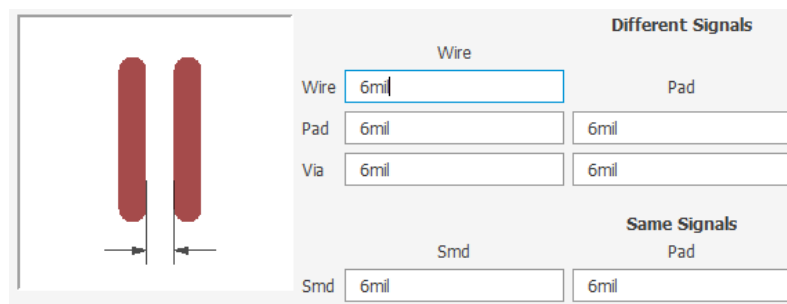 Different Signals
Wire
Wire 6mil Pad
Pad 6mil 6mil
Via 6mil 6mil
Same Signals
Smd Pad
Smd 6mil 6mil